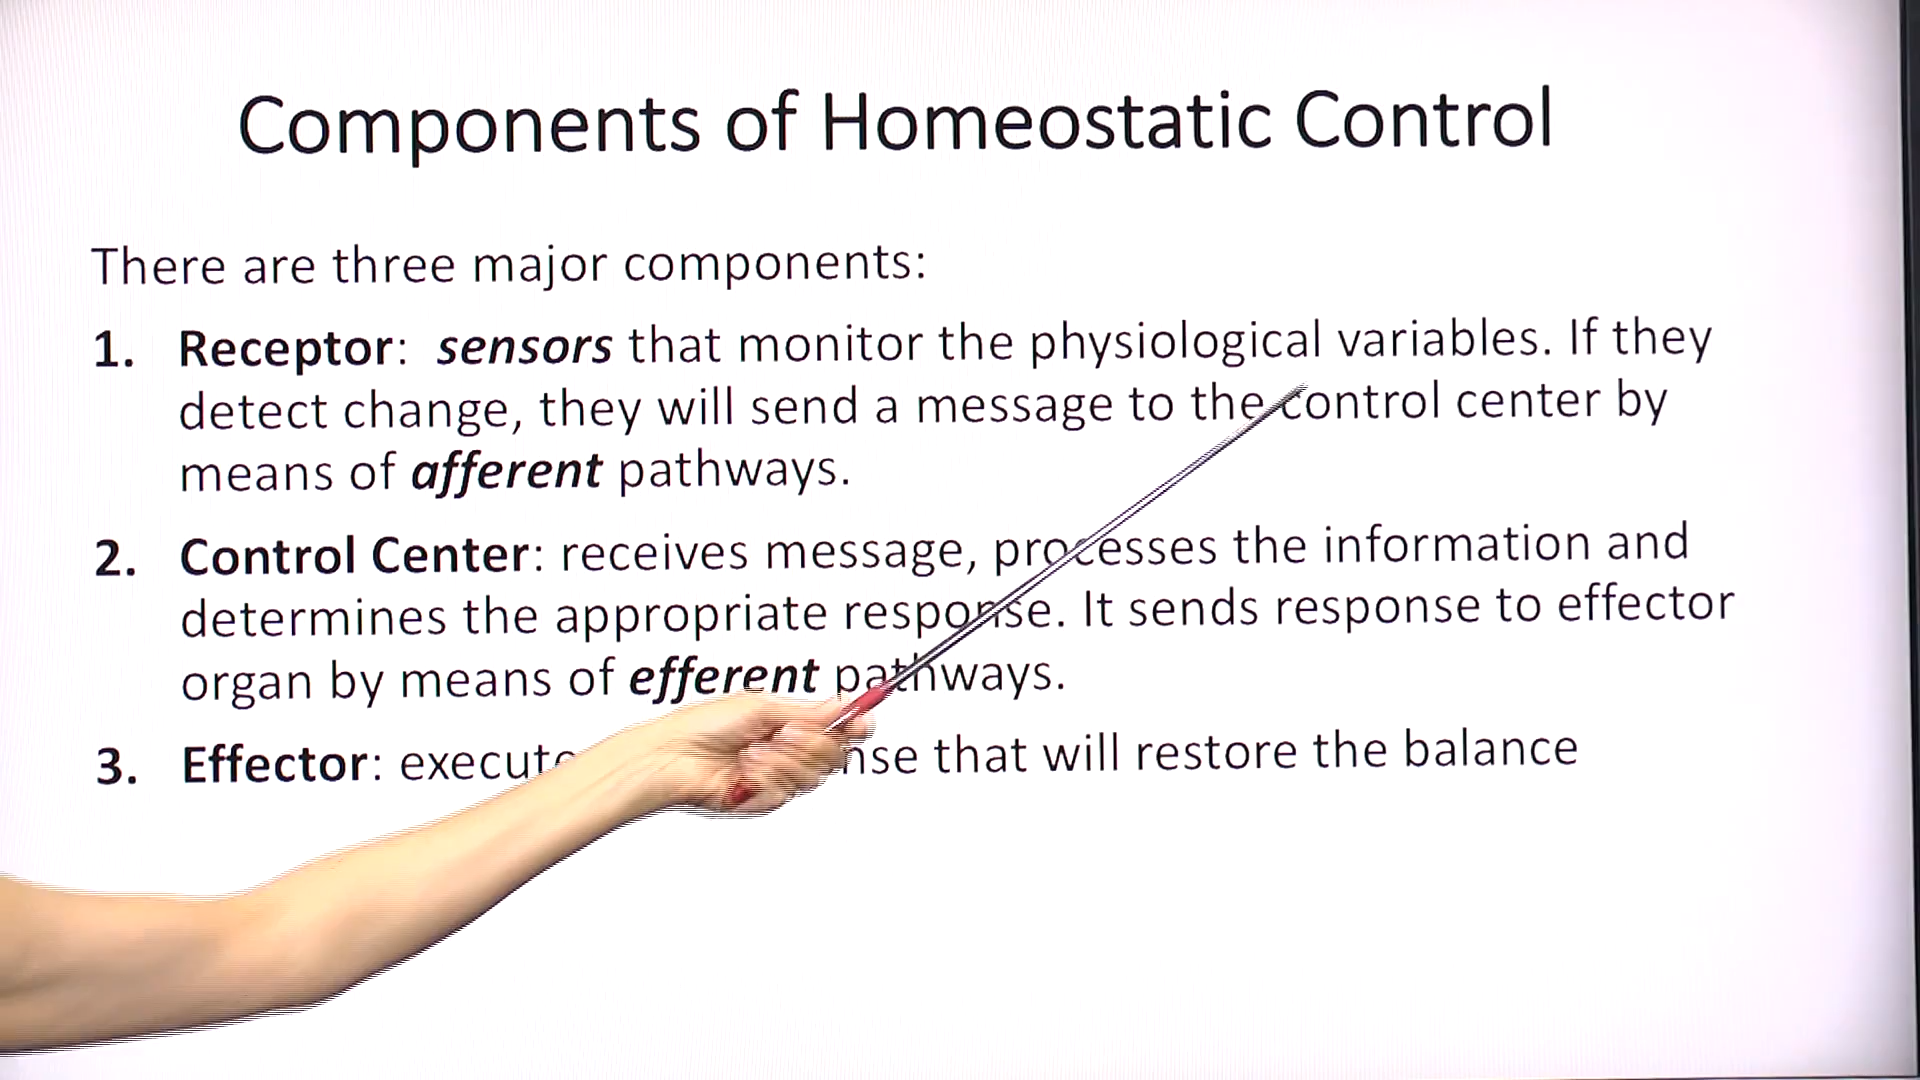 Components of Homeostatic Control
There are three major components:
1. Receptor: sensors that monitor the physiological variables. If they
detect change, they will send a message to the control center by
means of afferent pathways.
2. Control Center: receives message, processes the information and
determines the appropriate response. It sends response to effector
organ by means of efferent pathways.
3. Effector: that will restore the balance